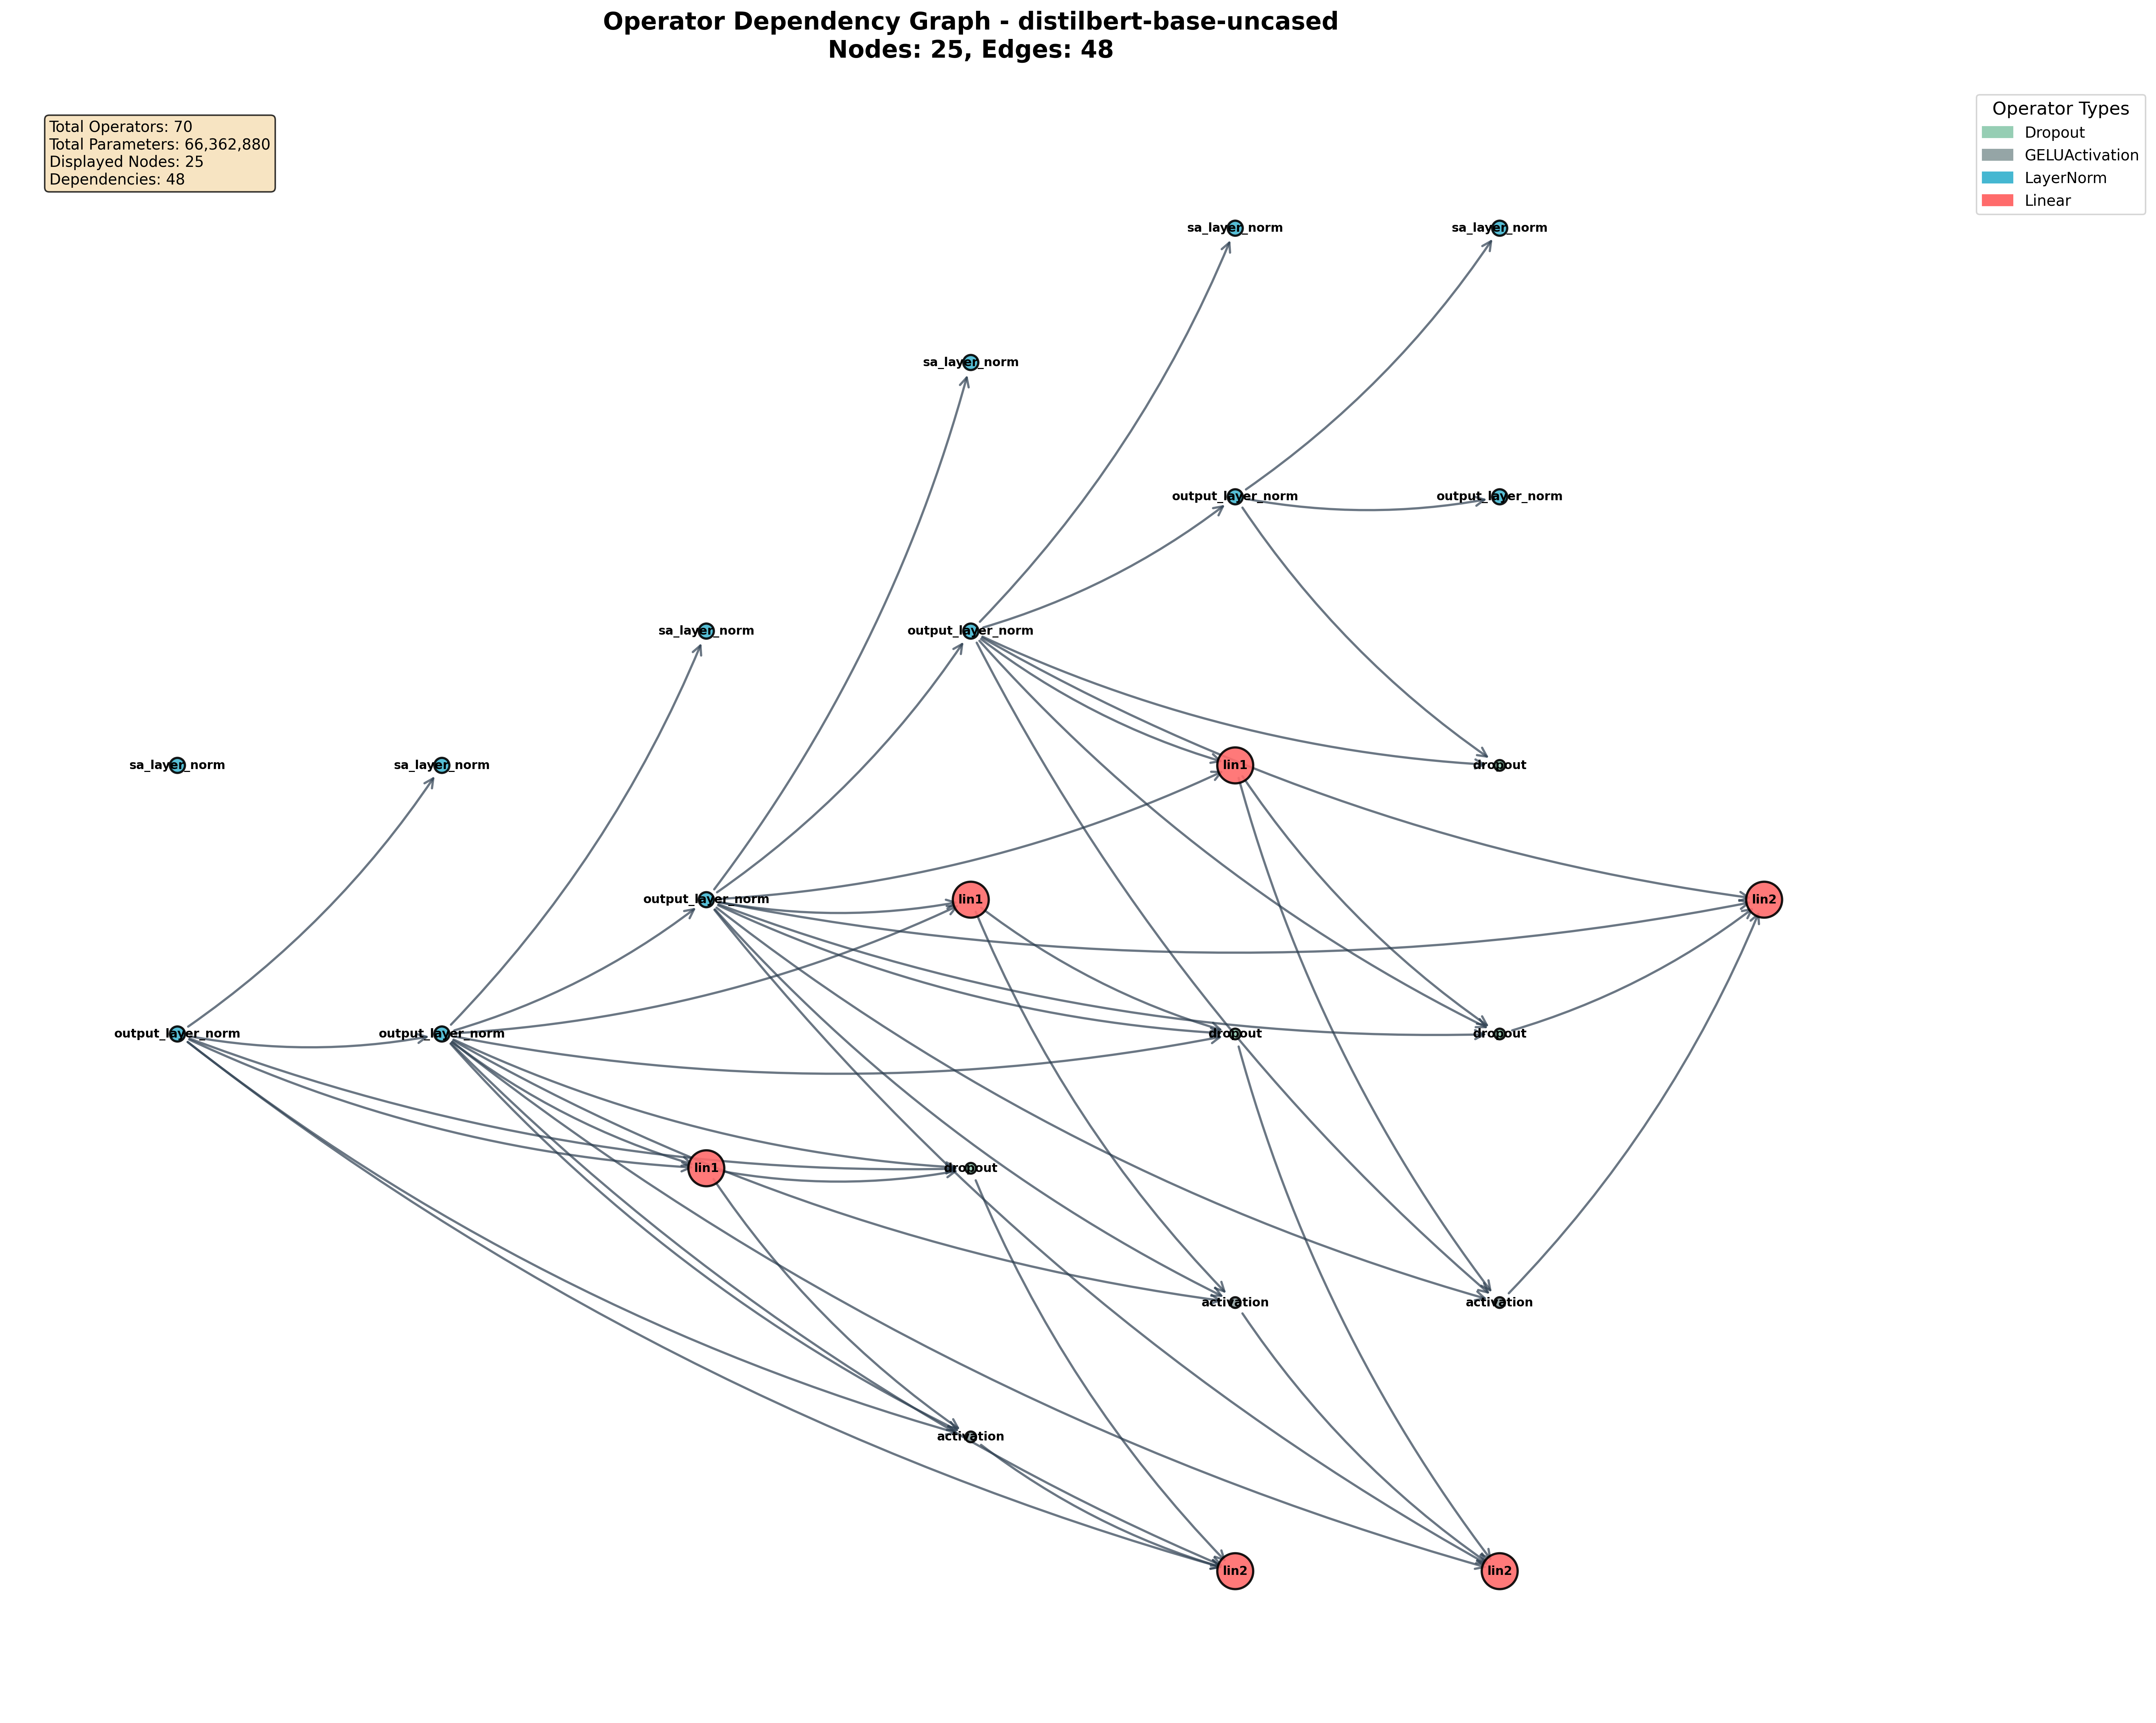 Operator Dependency Graph - distilbert-base-uncased
Nodes: 25, Edges: 48
Total Operators: 70
Total Parameters: 66,362,880
Displayed Nodes: 25
Dependencies: 48
Operator Types
Dropout
GELUActivation
LayerNorm
Linear
sa_layer_norm
sa_layer_norm
sa_layer_norm
output_layer_norm
output_layer_norm
sa_layer_norm
output_layer_norm
sa_layer_norm
sa_layer_norm
lin1
dropout
output_layer_norm
lin1
lin2
output_layer_norm
output_layer_norm
dropout
dropout
lin1
dropout
activation
activation
activation
lin2
lin2